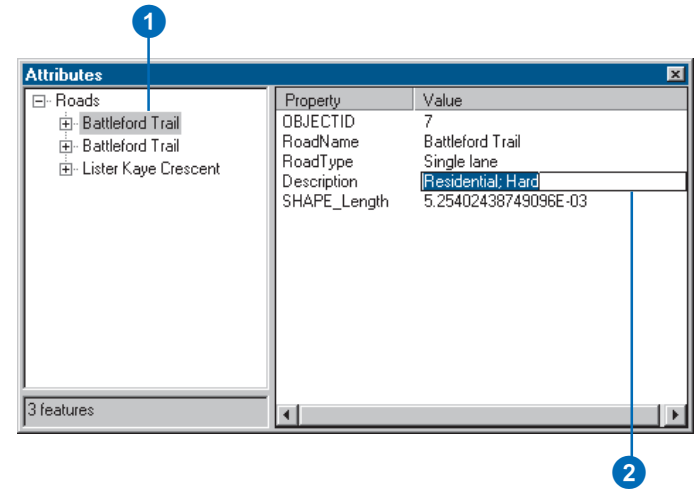 1
Attributes
Roads
Battleford Trail
Battleford Trail
Lister Kaye Crescent
3 features
Property Value
OBJECTID 7
RoadName Battleford Trail
RoadType Single lane
Description Residential; Hard
SHAPE_Length 5.25402438749096E-03
2